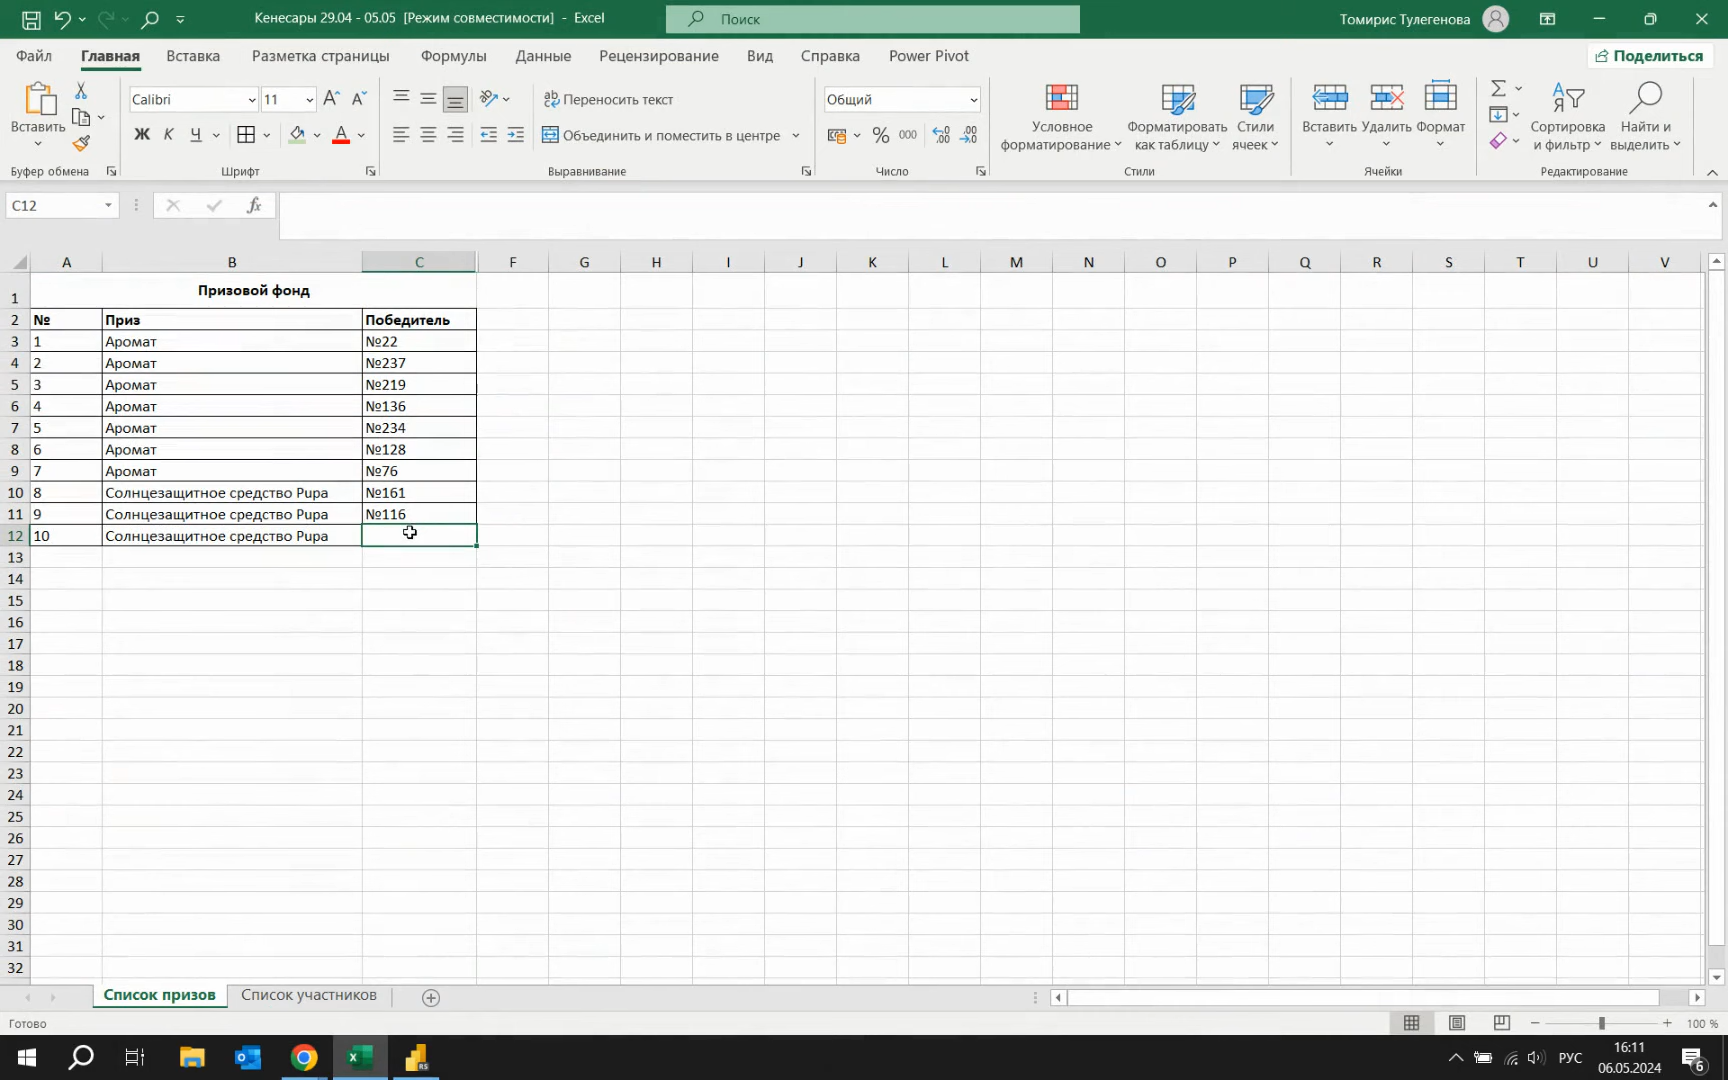 Кенесары 29.04 - 05.05 [Режим совместимости] - Excel
Поиск
Томирис Тулегенова
Файл Главная Вставка Разметка страницы Формулы Данные Рецензирование Вид Справка Power Pivot
Поделиться
Вставить
Буфер обмена
Calibri 11
Ж К Ч А
Шрифт
Переносить текст
Объединить и поместить в центре
Выравнивание
Общий
% 000
Число
Условное форматирование
Форматировать как таблицу
Стили ячеек
Стили
Вставить Удалить Формат
Ячейки
Сортировка и фильтр
Найти и выделить
Редактирование
C12
fx
A B C F G H I J K L M N O P Q R S T U V
1 Призовой фонд
2 № Приз Победитель
3 1 Аромат №22
4 2 Аромат №237
5 3 Аромат №219
6 4 Аромат №136
7 5 Аромат №234
8 6 Аромат №128
9 7 Аромат №76
10 8 Солнцезащитное средство Pupa №161
11 9 Солнцезащитное средство Pupa №116
12 10 Солнцезащитное средство Pupa
13
14
15
16
17
18
19
20
21
22
23
24
25
26
27
28
29
30
31
32
Список призов Список участников
Готово
100 %
РУС
16:11
06.05.2024
6